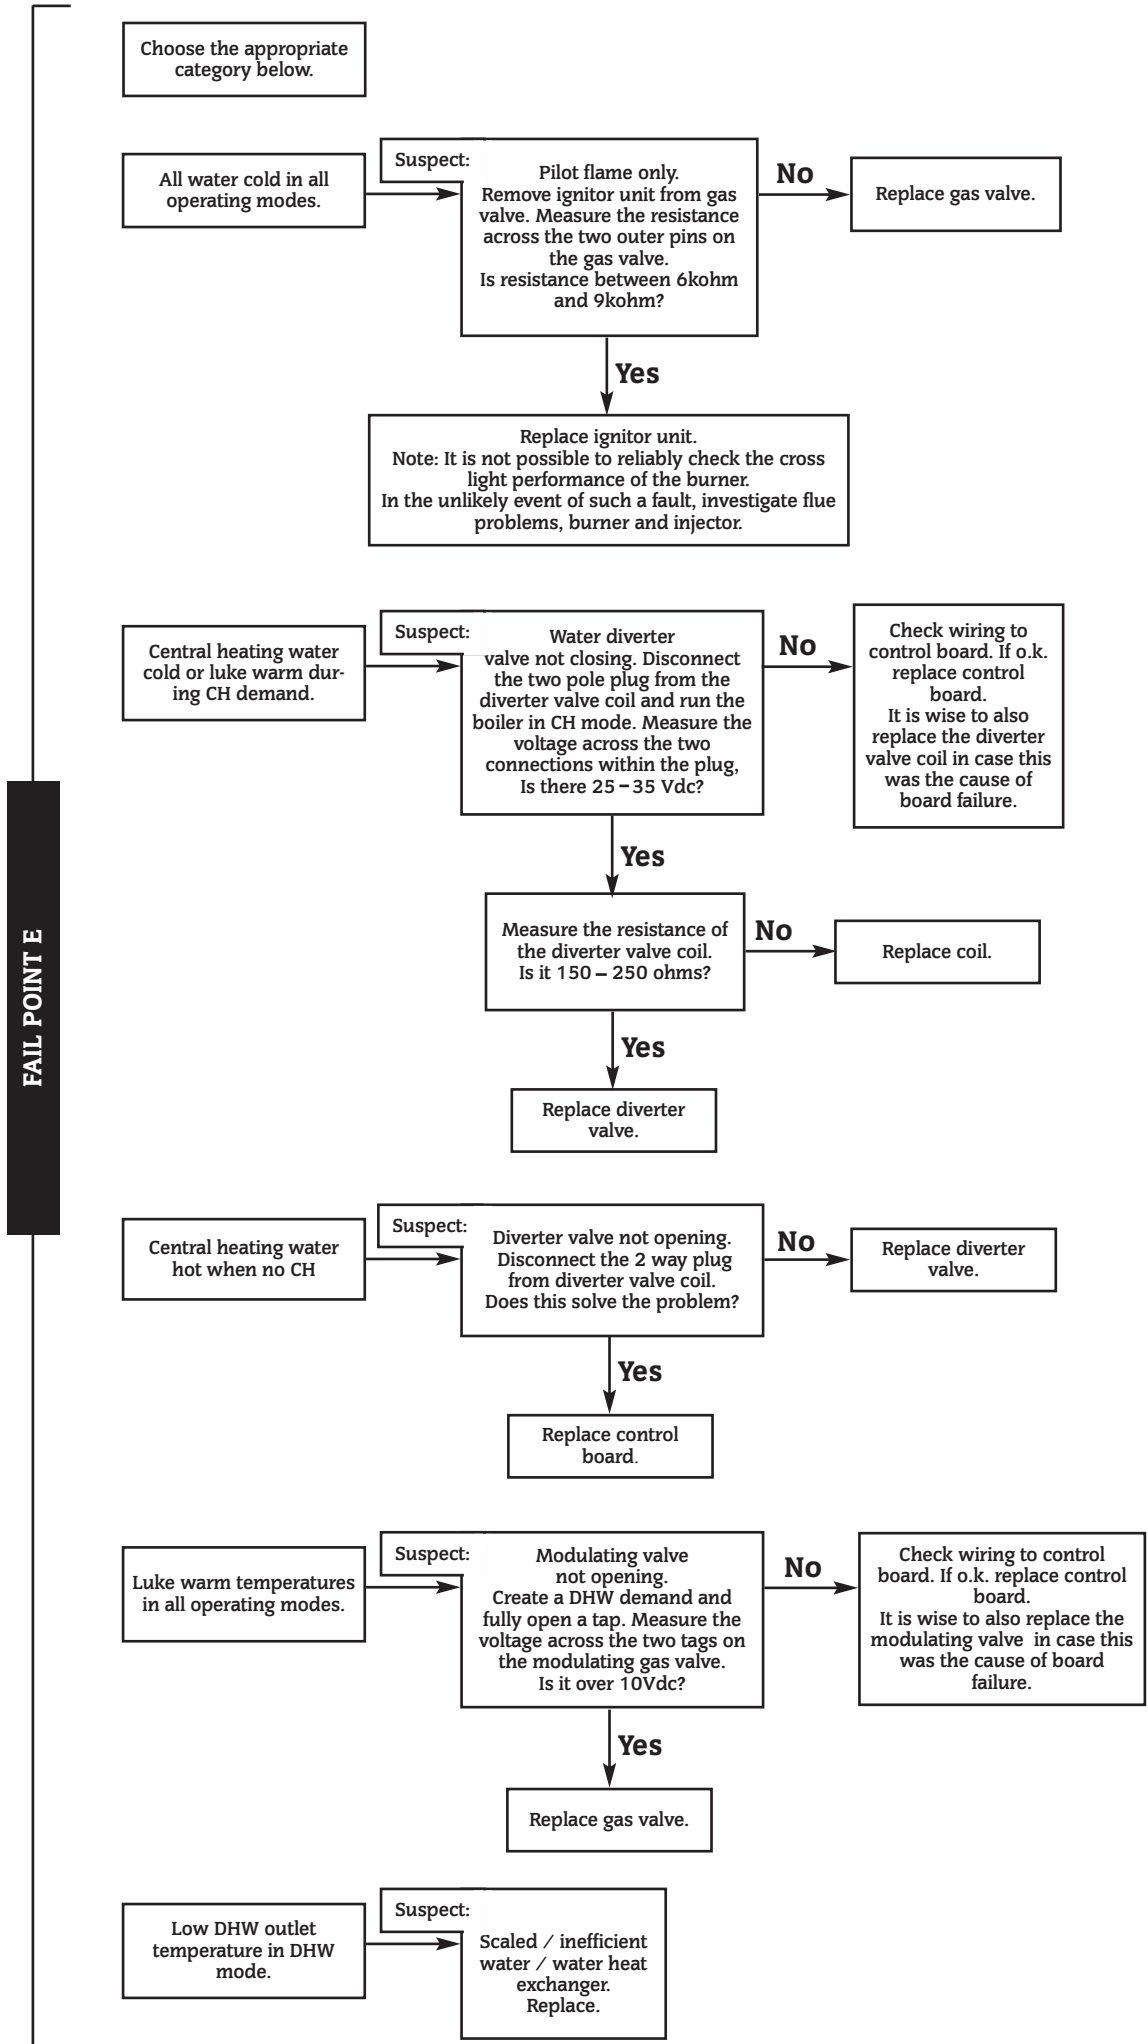 Choose the appropriate
category below.
All water cold in all
operating modes.
Suspect:
Pilot flame only.
Remove ignitor unit from gas
valve. Measure the resistance
across the two outer pins on
the gas valve.
Is resistance between 6kohm
and 9kohm?
No
Replace gas valve.
Yes
Replace ignitor unit.
Note: It is not possible to reliably check the cross
light performance of the burner.
In the unlikely event of such a fault, investigate flue
problems, burner and injector.
Central heating water
cold or luke warm dur-
ing CH demand.
Suspect:
Water diverter
valve not closing. Disconnect
the two pole plug from the
diverter valve coil and run the
boiler in CH mode. Measure the
voltage across the two
connections within the plug,
Is there 25–35 Vdc?
No
Check wiring to
control board. If o.k.
replace control
board.
It is wise to also
replace the diverter
valve coil in case this
was the cause of
board failure.
Yes
Measure the resistance of
the diverter valve coil.
Is it 150 – 250 ohms?
No
Replace coil.
Yes
Replace diverter
valve.
FAIL POINT E
Central heating water
hot when no CH
Suspect:
Diverter valve not opening.
Disconnect the 2 way plug
from diverter valve coil.
Does this solve the problem?
No
Replace diverter
valve.
Yes
Replace control
board.
Luke warm temperatures
in all operating modes.
Suspect:
Modulating valve
not opening.
Create a DHW demand and
fully open a tap. Measure the
voltage across the two tags on
the modulating gas valve.
Is it over 10Vdc?
No
Check wiring to control
board. If o.k. replace control
board.
It is wise to also replace the
modulating valve in case this
was the cause of board
failure.
Yes
Replace gas valve.
Low DHW outlet
temperature in DHW
mode.
Suspect:
Scaled / inefficient
water / water heat
exchanger.
Replace.